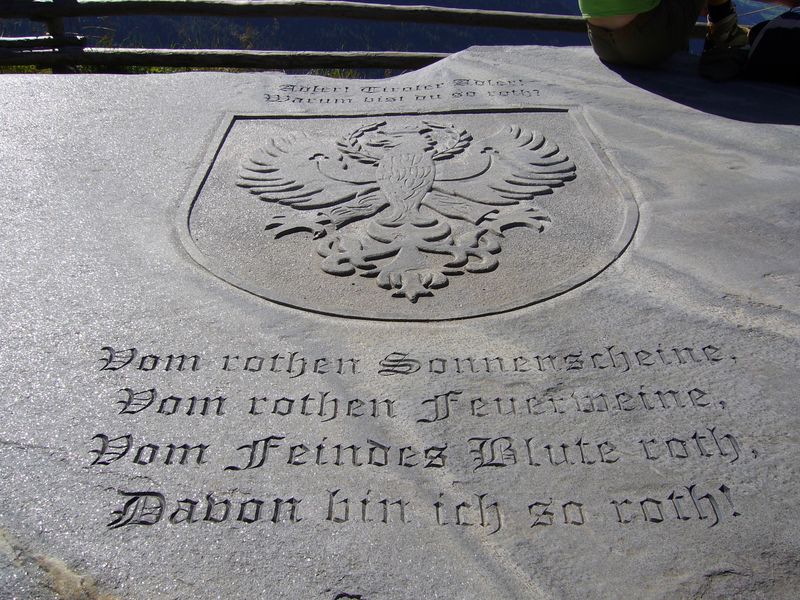 Adler! Tiroler Adler!
Warum bist du so roth?
Vom rothen Sonnenscheine,
Vom rothen Feuerweine,
Vom Feindes Blute roth,
Davon bin ich so roth!